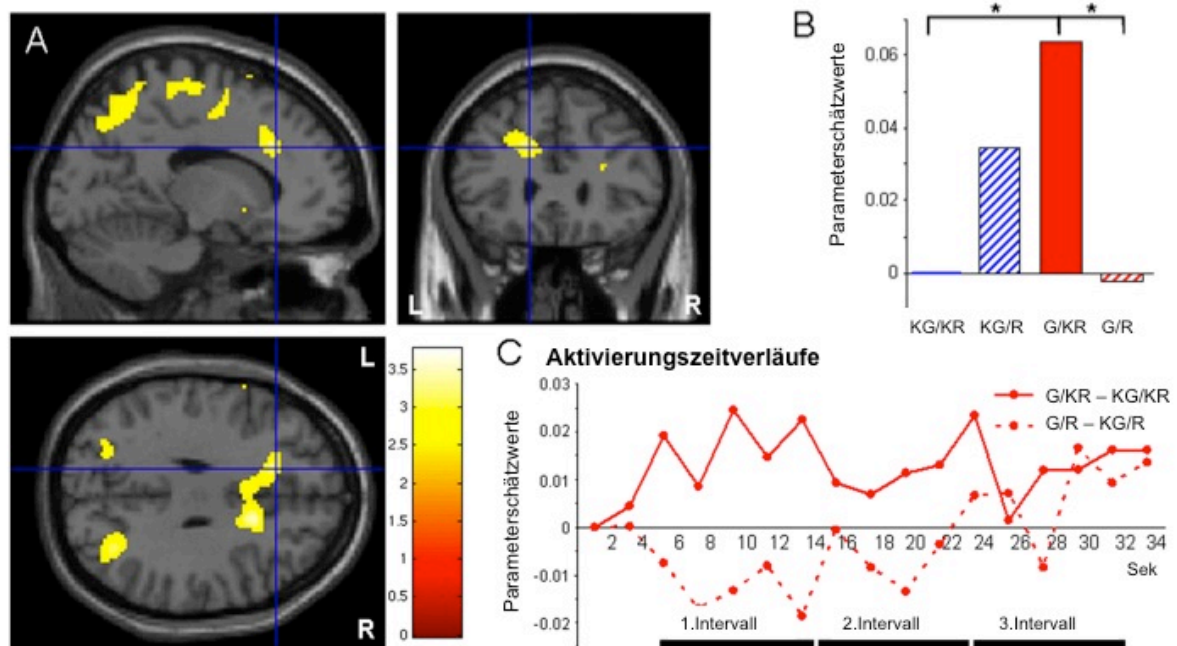 A
L
R
L
R
3.5
3
2.5
2
1.5
1
0.5
0
B
* *
Parameterschätzwerte
0.06
0.04
0.02
0
KG/KR KG/R G/KR G/R
C Aktivierungszeitverläufe
Parameterschätzwerte
0.03
0.02
0.01
0
-0.01
-0.02
G/KR – KG/KR
G/R – KG/R
2 4 6 8 10 12 14 16 18 20 22 24 26 28 30 32 34
Sek
1.Intervall 2.Intervall 3.Intervall